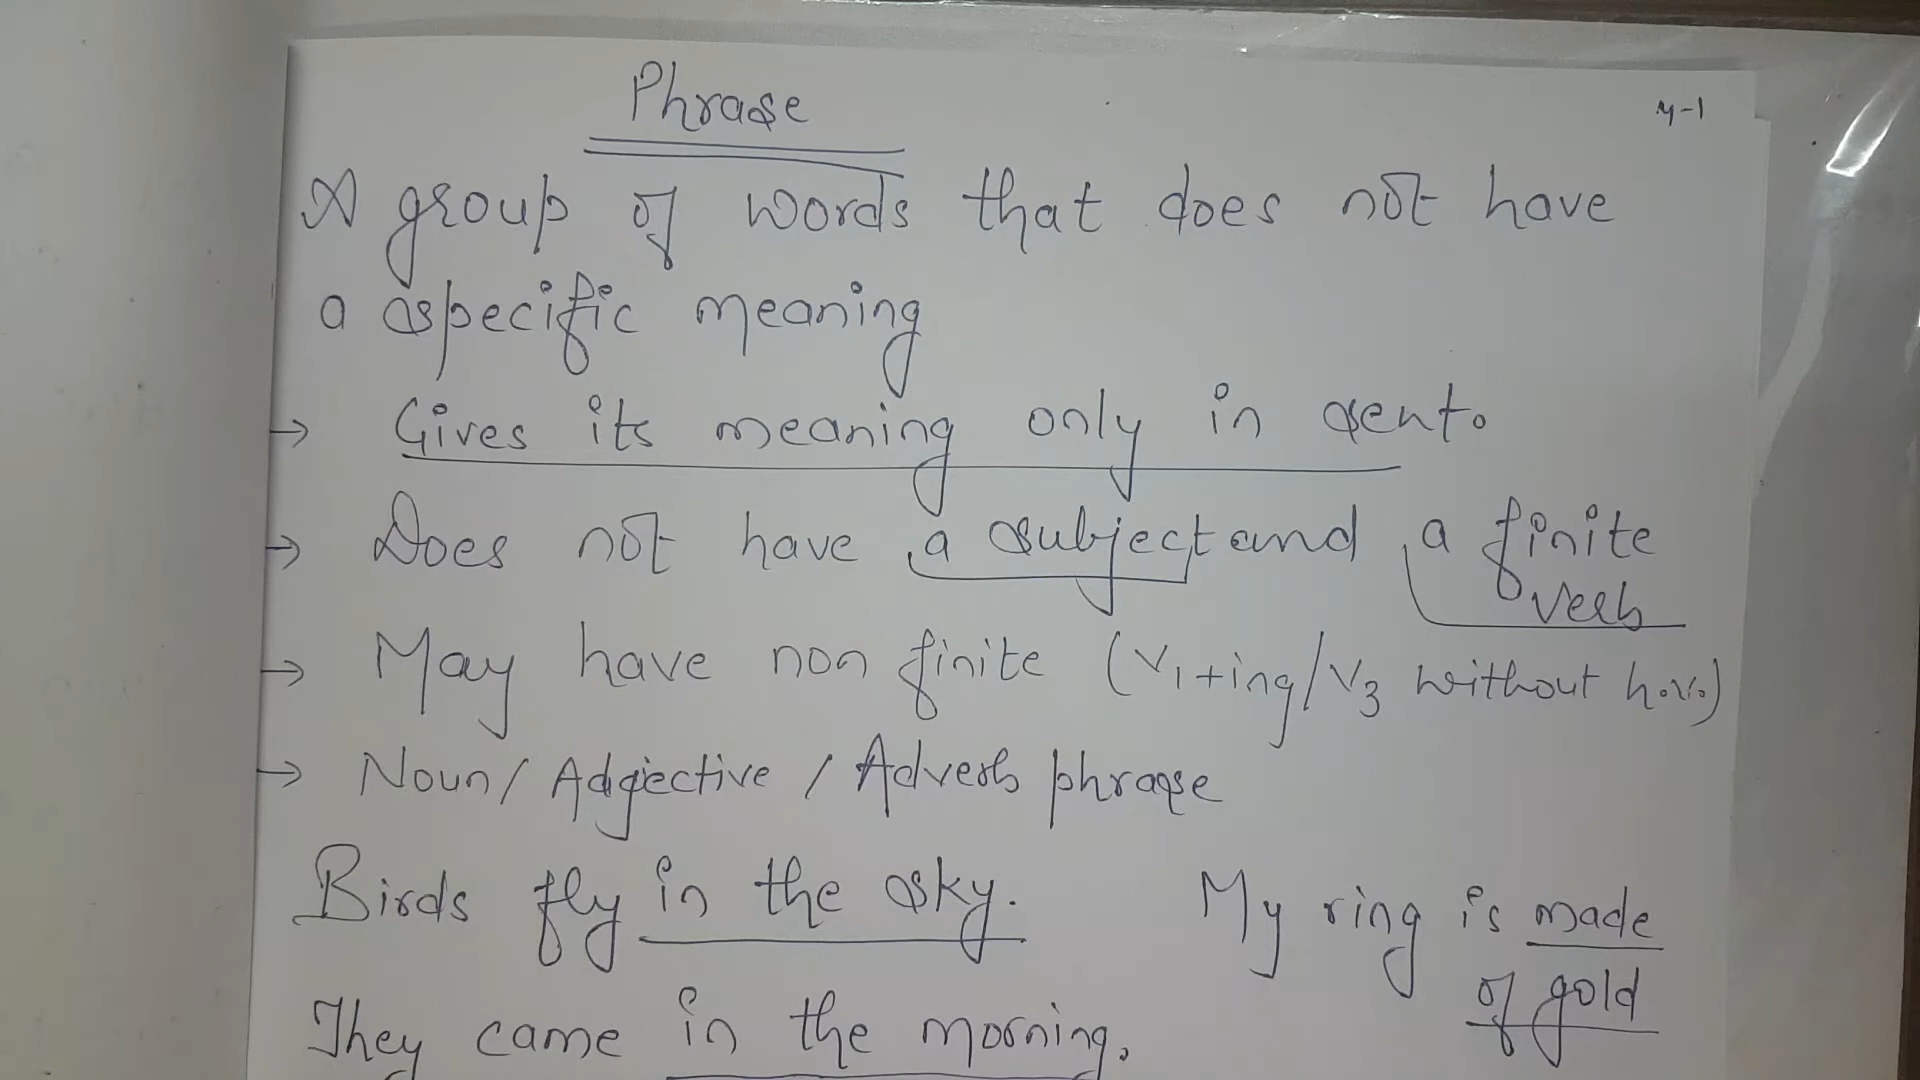 Phrase
A group of words that does not have
a specific meaning
→ Gives its meaning only in sent.
→ Does not have a subject and a finite
verb
→ May have non finite (V1+ing/V3 without h.v.)
→ Noun/ Adjective / Adverb phrase
Birds fly in the sky.
My ring is made
of gold
They came in the morning.